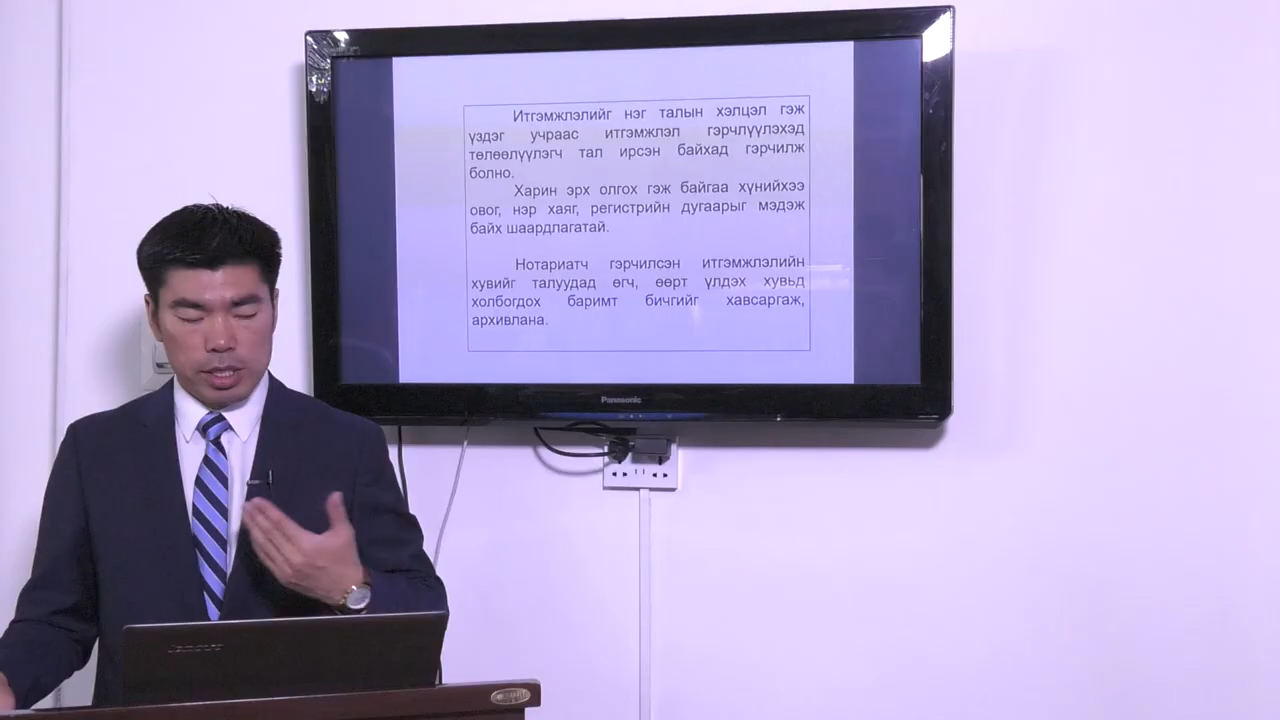 Итгэмжлэлийг нэг талын хэлцэл гэж
үздэг учраас итгэмжлэл гэрчлүүлэхэд
төлөөлүүлэгч тал ирсэн байхад гэрчилж
болно.
Харин эрх олгох гэж байгаа хүнийхээ
овог, нэр хаяг, регистрийн дугаарыг мэдэж
байх шаардлагатай.
Нотариатч гэрчилсэн итгэмжлэлийн
хувийг талуудад өгч, өөрт үлдэх хувьд
холбогдох баримт бичгийг хавсаргаж,
архивлана.
Panasonic